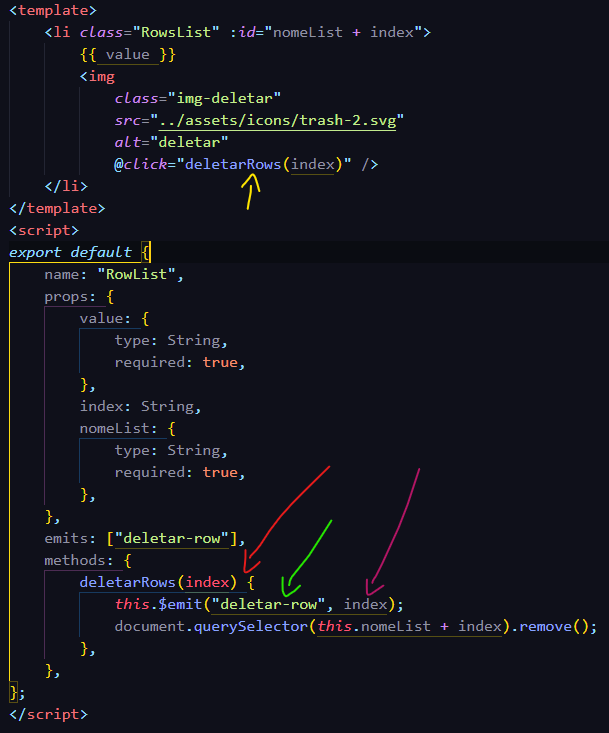 <template>
<li class="RowsList" :id="nomeList + index">
{{ value }}
<img
class="img-deletar"
src="../assets/icons/trash-2.svg"
alt="deletar"
@click="deletarRows(index)" />
</li>
</template>
<script>
export default {
name: "RowList",
props: {
value: {
type: String,
required: true,
},
index: String,
nomeList: {
type: String,
required: true,
},
},
emits: ["deletar-row"],
methods: {
deletarRows(index) {
this.$emit("deletar-row", index);
document.querySelector(this.nomeList + index).remove();
},
},
};
</script>